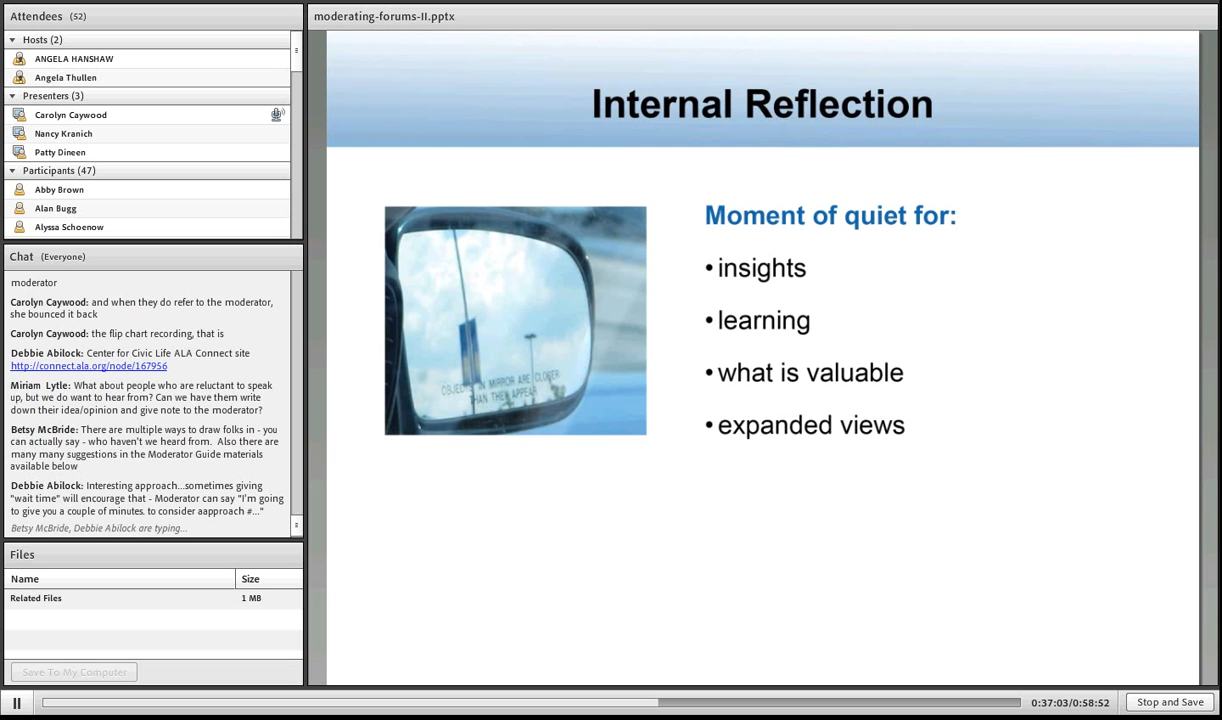 Attendees (52)
Hosts (2)
ANGELA HANSHAW
Angela Thullen
Presenters (3)
Carolyn Caywood
Nancy Kranich
Patty Dineen
Participants (47)
Abby Brown
Alan Bugg
Alyssa Schoenow
Chat (Everyone)
moderator
Carolyn Caywood: and when they do refer to the moderator,
she bounced it back
Carolyn Caywood: the flip chart recording, that is
Debbie Abilock: Center for Civic Life ALA Connect site
http://connect.ala.org/node/167956
Miriam Lytle: What about people who are reluctant to speak
up, but we do want to hear from? Can we have them write
down their idea/opinion and give note to the moderator?
Betsy McBride: There are multiple ways to draw folks in - you
can actually say - who haven't we heard from. Also there are
many many suggestions in the Moderator Guide materials
available below
Debbie Abilock: Interesting approach...sometimes giving
"wait time" will encourage that - Moderator can say "I'm going
to give you a couple of minutes. to consider aapproach #..."
Betsy McBride, Debbie Abilock are typing...
Files
Name Size
Related Files 1 MB
Save To My Computer
moderating-forums-II.pptx
Internal Reflection
OBJECTS IN MIRROR ARE CLOSER
THAN THEY APPEAR
Moment of quiet for:
• insights
• learning
• what is valuable
• expanded views
0:37:03/0:58:52
Stop and Save